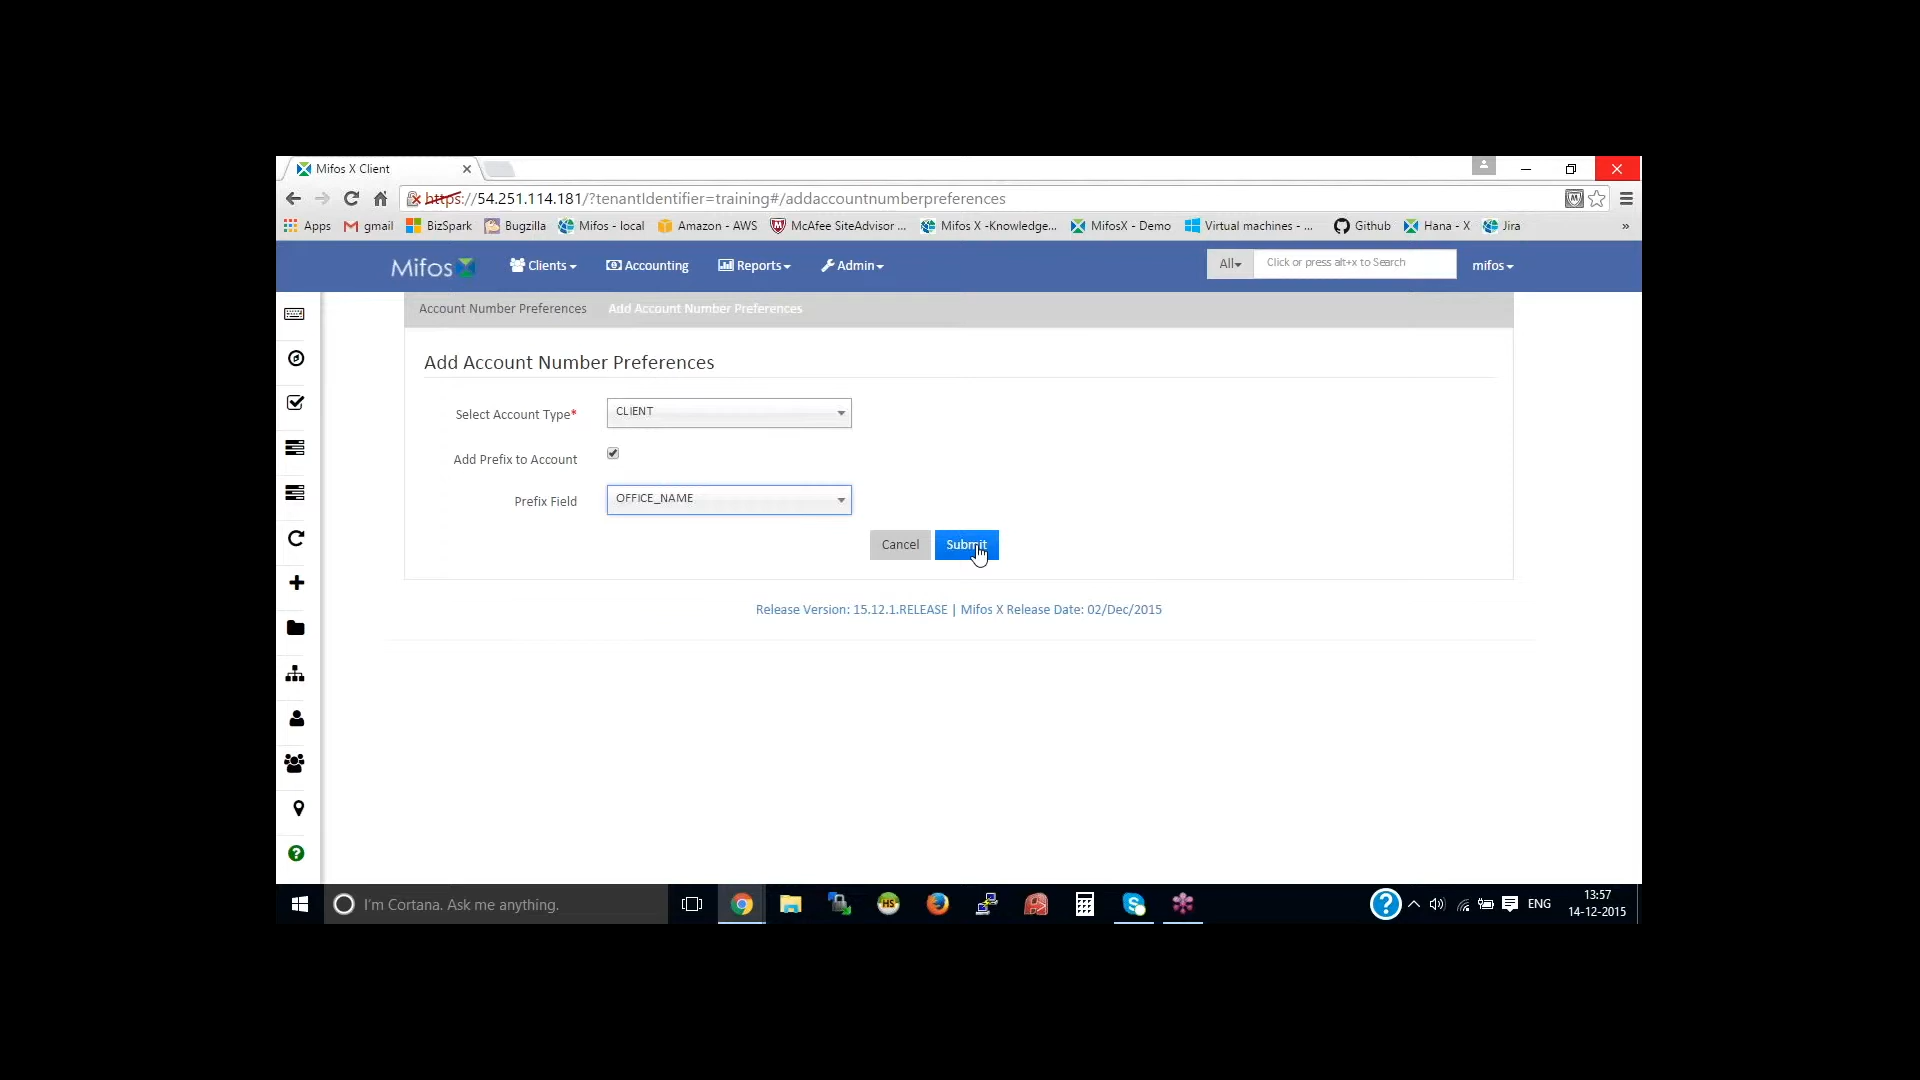 Mifos X Client
https://54.251.114.181/?tenantIdentifier=training#/addaccountnumberpreferences
Apps gmail BizSpark Bugzilla Mifos - local Amazon - AWS McAfee SiteAdvisor ... Mifos X -Knowledge... MifosX - Demo Virtual machines - ... Github Hana - X Jira »
Mifos Clients Accounting Reports Admin All Click or press alt+x to Search mifos
Account Number Preferences Add Account Number Preferences
Add Account Number Preferences
Select Account Type* CLIENT
Add Prefix to Account
Prefix Field OFFICE_NAME
Cancel Submit
Release Version: 15.12.1.RELEASE | Mifos X Release Date: 02/Dec/2015
I'm Cortana. Ask me anything. HS ENG 13:57
14-12-2015